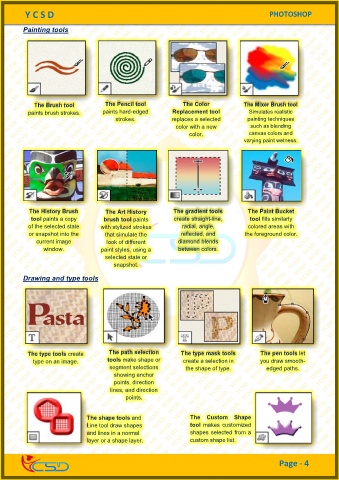 Y C S D
PHOTOSHOP
Painting tools
The Brush tool
paints brush strokes.
The Pencil tool
paints hard-edged
strokes.
The Color
Replacement tool
replaces a selected
color with a new
color.
The Mixer Brush tool
Simulates realistic
painting techniques
such as blending
canvas colors and
varying paint wetness.
The History Brush
tool paints a copy
of the selected state
or snapshot into the
current image
window.
The Art History
brush tool paints
with stylized strokes
that simulate the
look of different
paint styles, using a
selected state or
snapshot.
The gradient tools
create straight-line,
radial, angle,
reflected, and
diamond blends
between colors.
The Paint Bucket
tool fills similarly
colored areas with
the foreground color.
Drawing and type tools
Pasta
T
The type tools create
type on an image.
The path selection
tools make shape or
segment selections
showing anchor
points, direction
lines, and direction
points.
The type mask tools
create a selection in
the shape of type.
The pen tools let
you draw smooth-
edged paths.
The shape tools and
Line tool draw shapes
and lines in a normal
layer or a shape layer.
The Custom Shape
tool makes customized
shapes selected from a
custom shape list.
CSD
Page - 4